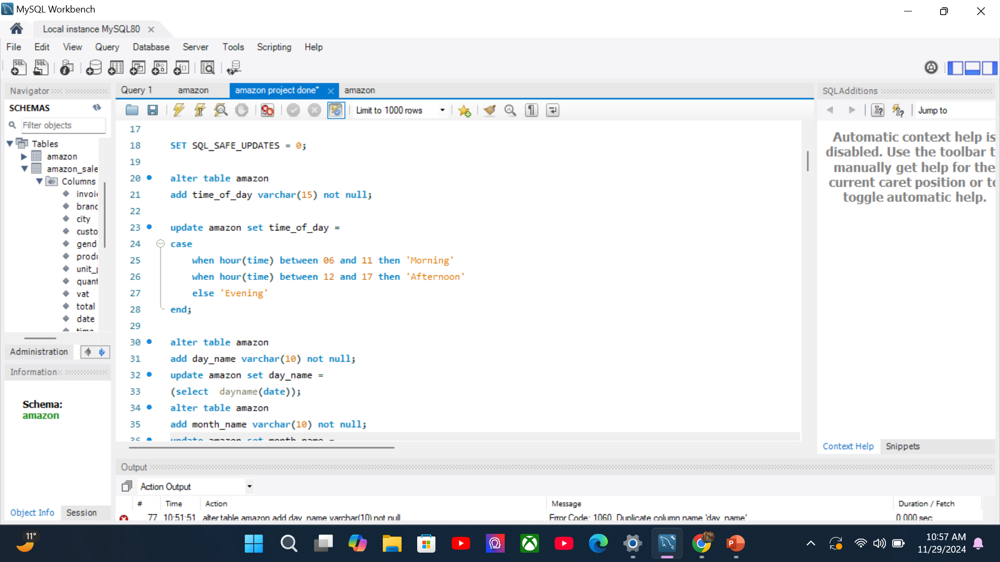 MySQL Workbench
Local instance MySQL80
File Edit View Query Database Server Tools Scripting Help
Navigator
SCHEMAS
Filter objects
Tables
amazon
amazon_sale
Columns
invoi
branc
city
custo
gend
produ
unit_p
quant
vat
total
date
time
Administration
Information
Schema:
amazon
Object Info Session
Query 1 amazon amazon project done* amazon
Limit to 1000 rows
17
18 SET SQL_SAFE_UPDATES = 0;
19
20 alter table amazon
21 add time_of_day varchar(15) not null;
22
23 update amazon set time_of_day =
24 case
25 when hour(time) between 06 and 11 then 'Morning'
26 when hour(time) between 12 and 17 then 'Afternoon'
27 else 'Evening'
28 end;
29
30 alter table amazon
31 add day_name varchar(10) not null;
32 update amazon set day_name =
33 (select dayname(date));
34 alter table amazon
35 add month_name varchar(10) not null;
36 update amazon set month_name =
SQLAdditions
Jump to
Automatic context help is
disabled. Use the toolbar t
manually get help for the
current caret position or to
toggle automatic help.
Context Help Snippets
Output
Action Output
# Time Action Message Duration / Fetch
77 10:51:51 alter table amazon add day_name varchar(10) not null Error Code: 1060. Duplicate column name 'day_name' 0.000 sec
11°
10:57 AM
11/29/2024